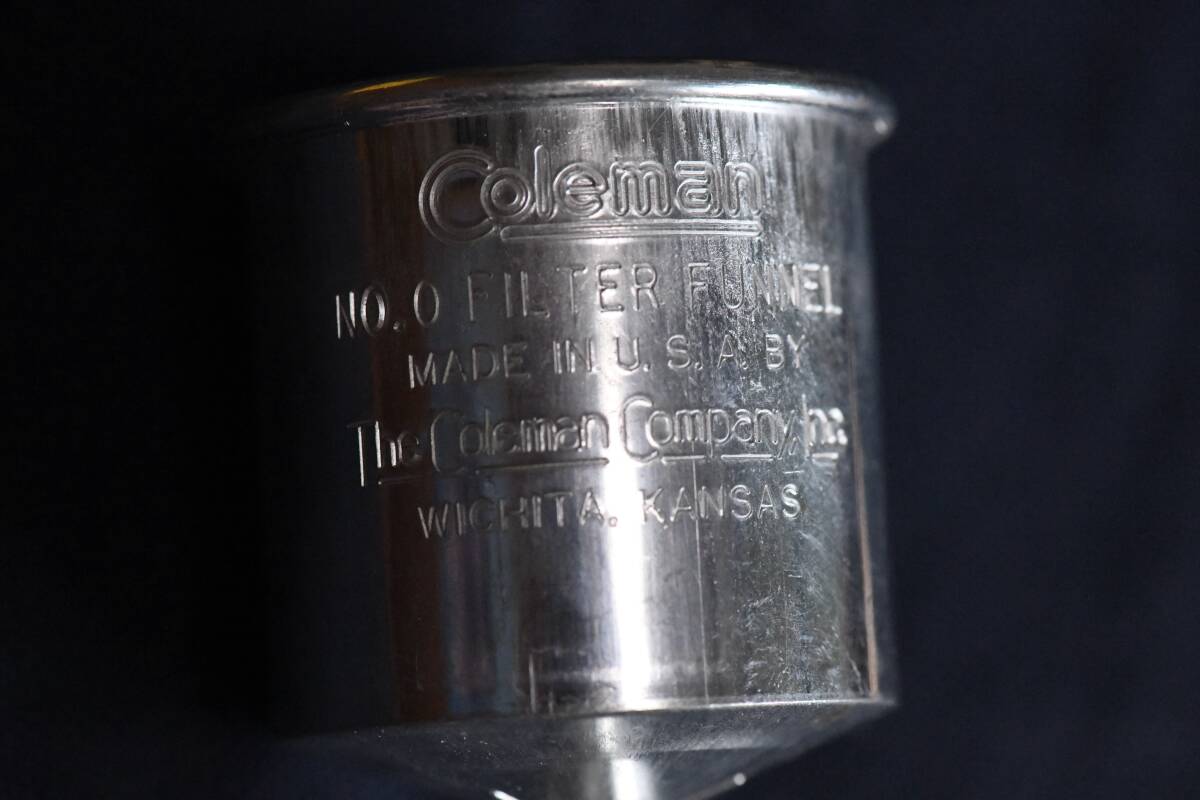 Coleman
NO. 0 FILTER FUNNEL
MADE IN U. S. A. BY
The Coleman Company, Inc.
WICHITA, KANSAS